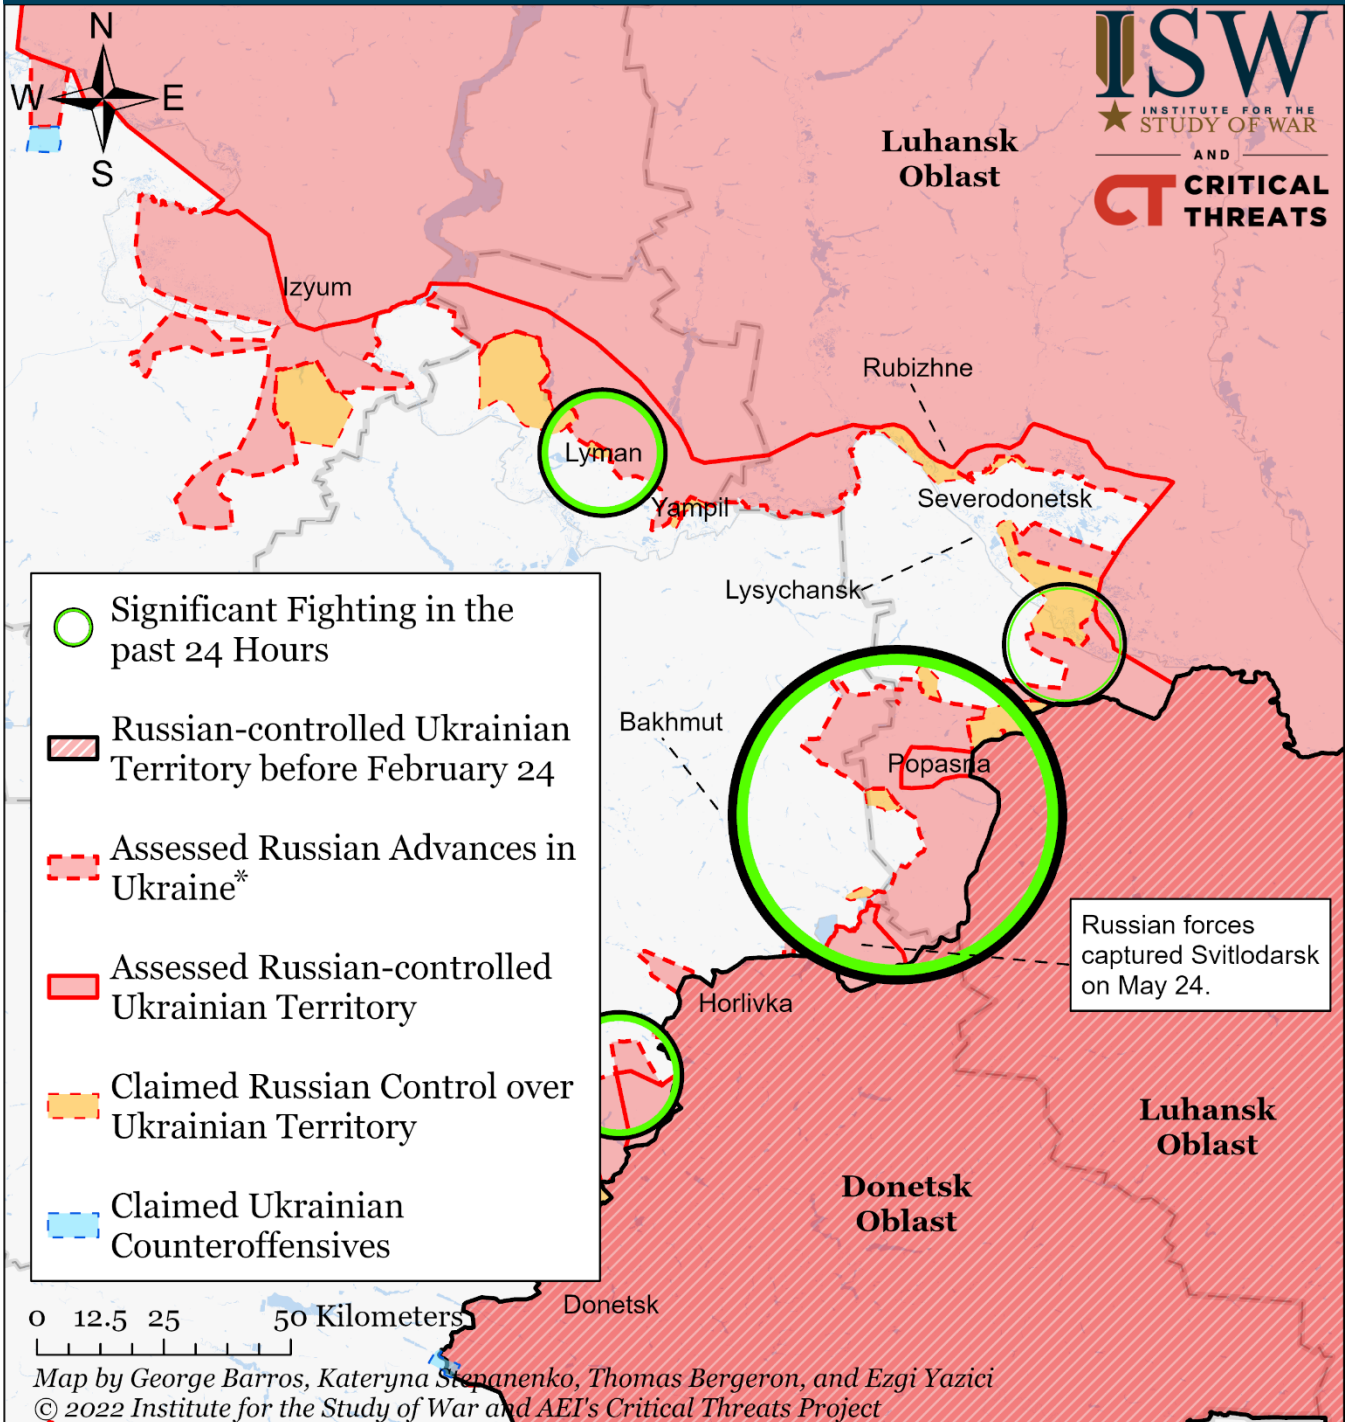 N
W
E
S
ISW
INSTITUTE FOR THE
STUDY OF WAR
AND
CT CRITICAL
THREATS
Luhansk
Oblast
Izyum
Rubizhne
Lyman
Severodonetsk
Yampil
Lysychansk
Bakhmut
Popasna
Russian forces
captured Svitlodarsk
on May 24.
Horlivka
Luhansk
Oblast
Donetsk
Oblast
Donetsk
Significant Fighting in the
past 24 Hours
Russian-controlled Ukrainian
Territory before February 24
Assessed Russian Advances in
Ukraine*
Assessed Russian-controlled
Ukrainian Territory
Claimed Russian Control over
Ukrainian Territory
Claimed Ukrainian
Counteroffensives
0 12.5 25 50 Kilometers
Map by George Barros, Kateryna Stepanenko, Thomas Bergeron, and Ezgi Yazici
© 2022 Institute for the Study of War and AEI's Critical Threats Project